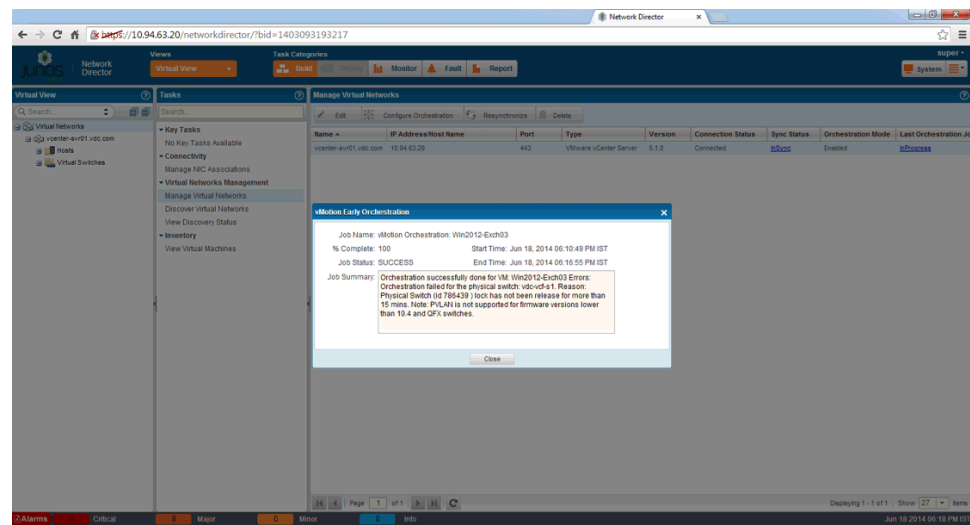 Network Director
https://10.94.63.20/networkdirector/?bid=1403093193217
JUNOS
Network Director
Views
Virtual View
Task Categories
Build Deploy Monitor Fault Report
super
System
Virtual View
Search...
Virtual Networks
vcenter-avr01.vdc.com
Hosts
Virtual Switches
Tasks
Search...
Key Tasks
No Key Tasks Available
Connectivity
Manage NIC Associations
Virtual Networks Management
Manage Virtual Networks
Discover Virtual Networks
View Discovery Status
Inventory
View Virtual Machines
Manage Virtual Networks
Edit Configure Orchestration Resynchronize Delete
Name IP Address/Host Name Port Type Version Connection Status Sync Status Orchestration Mode Last Orchestration Jo
vcenter-avr01.vdc.com 10.94.63.29 443 VMware vCenter Server 5.1.0 Connected InSync Enabled InProgress
vMotion Early Orchestration
Job Name: vMotion Orchestration: Win2012-Exch03
% Complete: 100 Start Time: Jun 18, 2014 06:10:49 PM IST
Job Status: SUCCESS End Time: Jun 18, 2014 06:16:55 PM IST
Job Summary: Orchestration successfully done for VM: Win2012-Exch03 Errors:
Orchestration failed for the physical switch: vdc-vcf-s1: Reason:
Physical Switch (id 786439 ) lock has not been release for more than
15 mins. Note: PVLAN is not supported for firmware versions lower
than 10.4 and QFX switches.
Close
Page 1 of 1
Displaying 1 - 1 of 1 Show 27 items
Alarms Critical 8 Major 0 Minor 0 Info
Jun 18 2014 06:18 PM IST